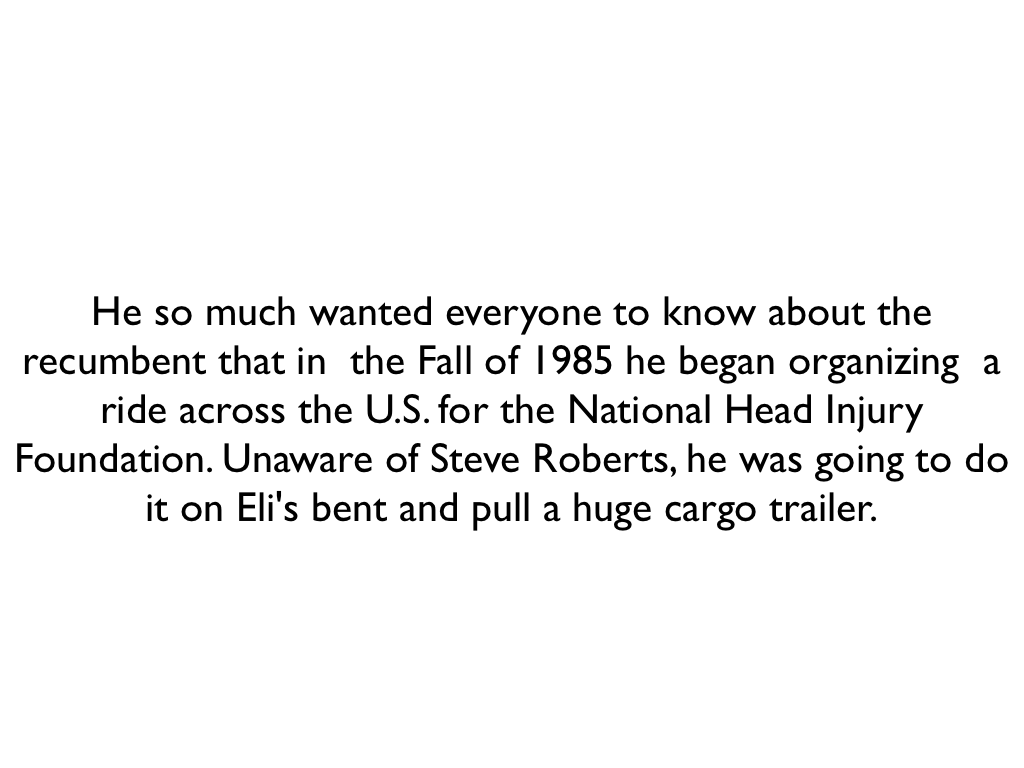 He so much wanted everyone to know about the
recumbent that in  the Fall of 1985 he began organizing  a
ride across the U.S. for the National Head Injury
Foundation. Unaware of Steve Roberts, he was going to do
it on Eli's bent and pull a huge cargo trailer.